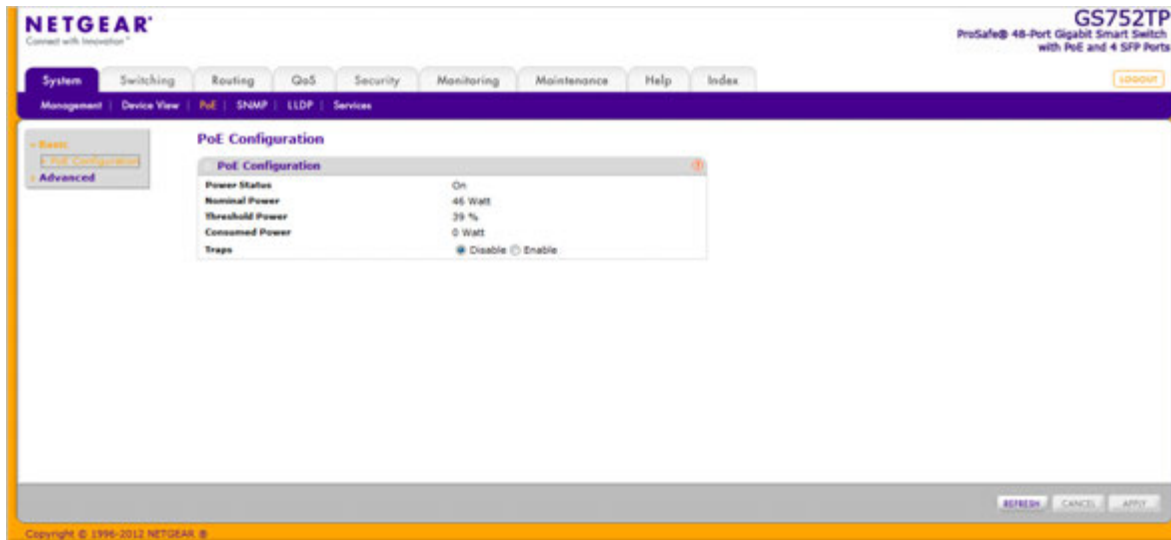 NETGEAR®
Connect with Innovation™
GS752TP
ProSafe® 48-Port Gigabit Smart Switch
with PoE and 4 SFP Ports
System Switching Routing QoS Security Monitoring Maintenance Help Index
LOGOUT
Management | Device View | PoE | SNMP | LLDP | Services
Basic
PoE Configuration
Advanced
PoE Configuration
PoE Configuration
Power Status On
Nominal Power 46 Watt
Threshold Power 39 %
Consumed Power 0 Watt
Traps Disable Enable
REFRESH CANCEL APPLY
Copyright © 1996-2012 NETGEAR ®